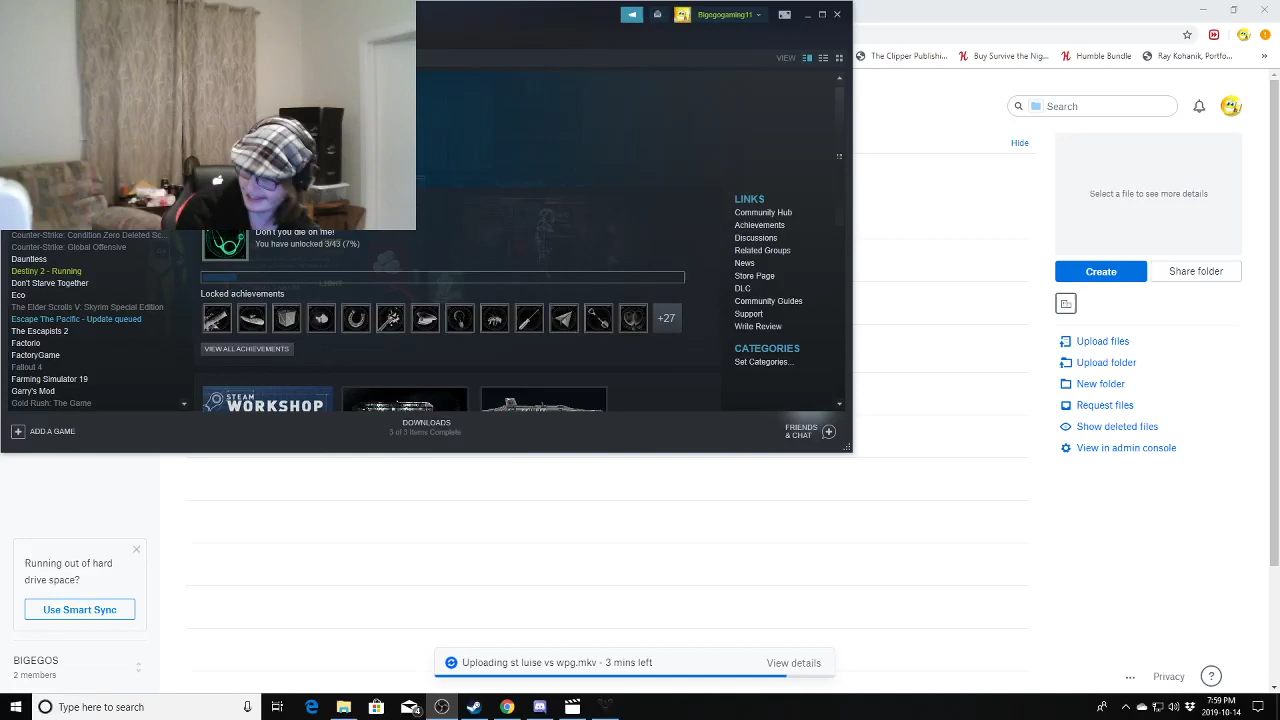 Bigegogaming11
The Clipper Publishi...
Buy Survive the Nig...
Humble Bundle
Ray Kohanik, Portfo...
»
VIEW
Search
Hide
Select a file to see more details
Create
Share folder
Upload files
Upload folder
New folder
Request files
Show deleted files
View in admin console
Don't you die on me!
You have unlocked 3/43 (7%)
Locked achievements
+27
VIEW ALL ACHIEVEMENTS
STEAM
WORKSHOP
LINKS
Community Hub
Achievements
Discussions
Related Groups
News
Store Page
DLC
Community Guides
Support
Write Review
CATEGORIES
Set Categories...
Counter-Strike: Condition Zero Deleted Sc...
Counter-Strike: Global Offensive
Dauntless
Destiny 2 - Running
Don't Starve Together
Eco
The Elder Scrolls V: Skyrim Special Edition
Escape The Pacific - Update queued
The Escapists 2
Factorio
FactoryGame
Fallout 4
Farming Simulator 19
Garry's Mod
Gold Rush: The Game
ADD A GAME
DOWNLOADS
3 of 3 Items Complete
FRIENDS
& CHAT
Running out of hard
drive space?
Use Smart Sync
BIGEGOS
2 members
Uploading st luise vs wpg.mkv - 3 mins left
View details
Privacy
?
Type here to search
4
7:59 PM
2019-10-14